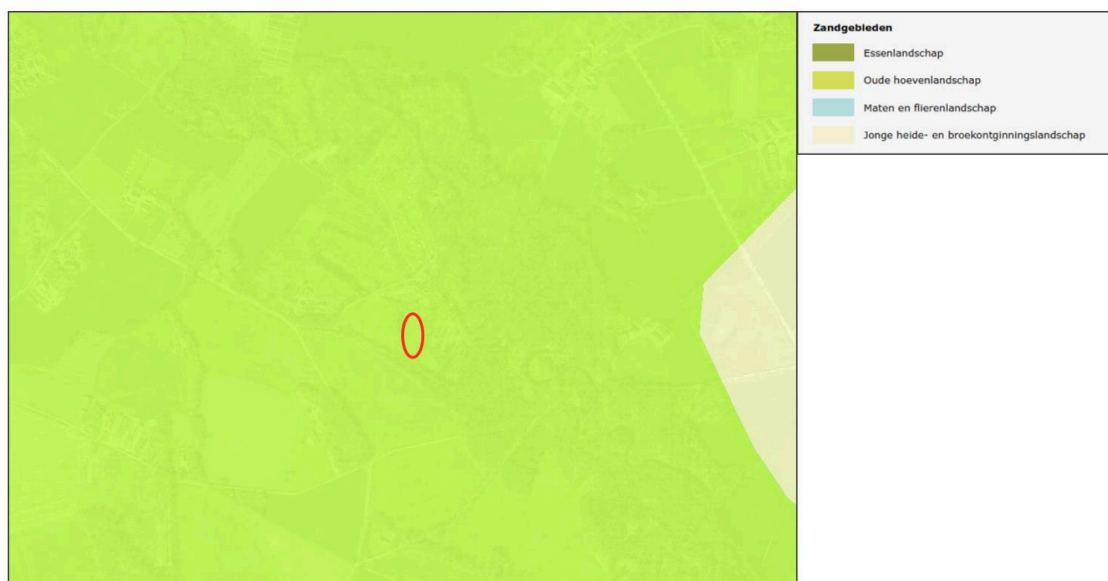 Zandgebieden
Essenlandschap
Oude hoevenlandschap
Maten en flierenlandschap
Jonge heide- en broekontginningslandschap